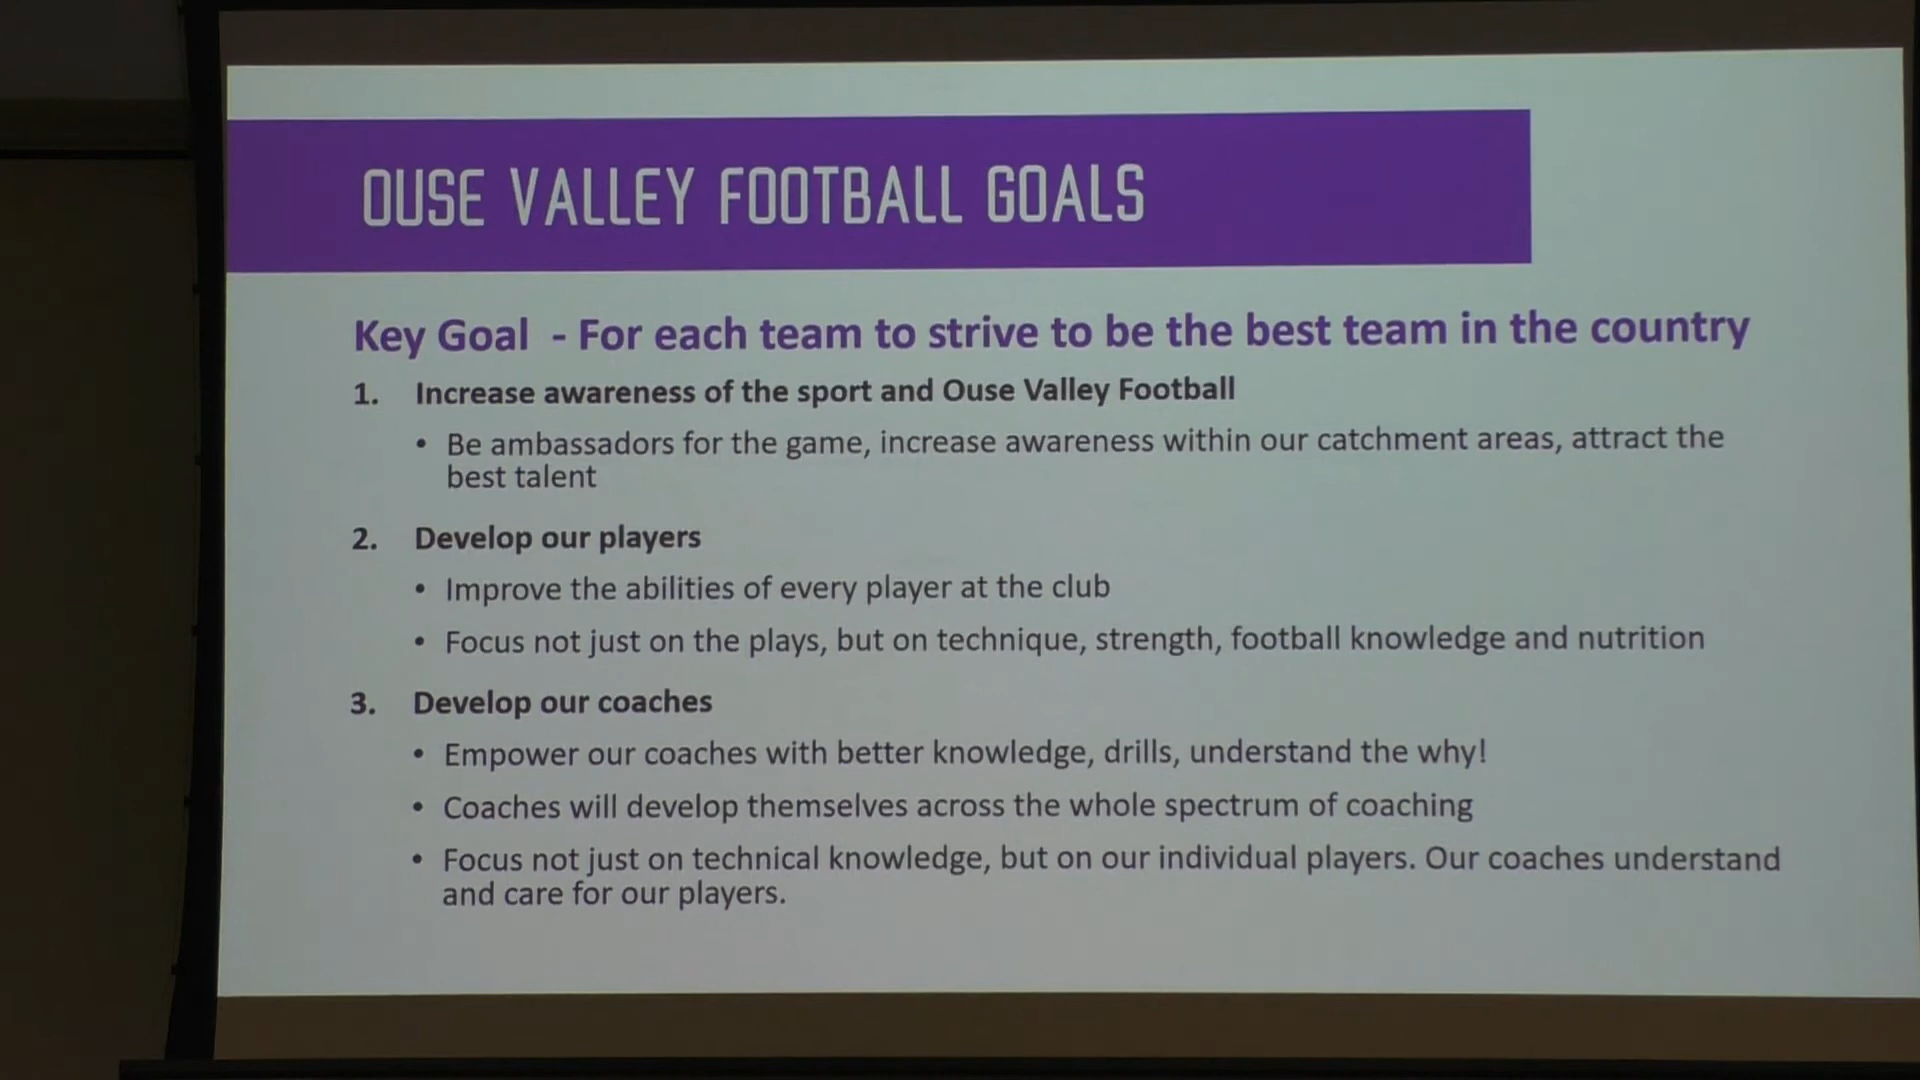 OUSE VALLEY FOOTBALL GOALS
Key Goal - For each team to strive to be the best team in the country
1. Increase awareness of the sport and Ouse Valley Football
• Be ambassadors for the game, increase awareness within our catchment areas, attract the
best talent
2. Develop our players
• Improve the abilities of every player at the club
• Focus not just on the plays, but on technique, strength, football knowledge and nutrition
3. Develop our coaches
• Empower our coaches with better knowledge, drills, understand the why!
• Coaches will develop themselves across the whole spectrum of coaching
• Focus not just on technical knowledge, but on our individual players. Our coaches understand
and care for our players.